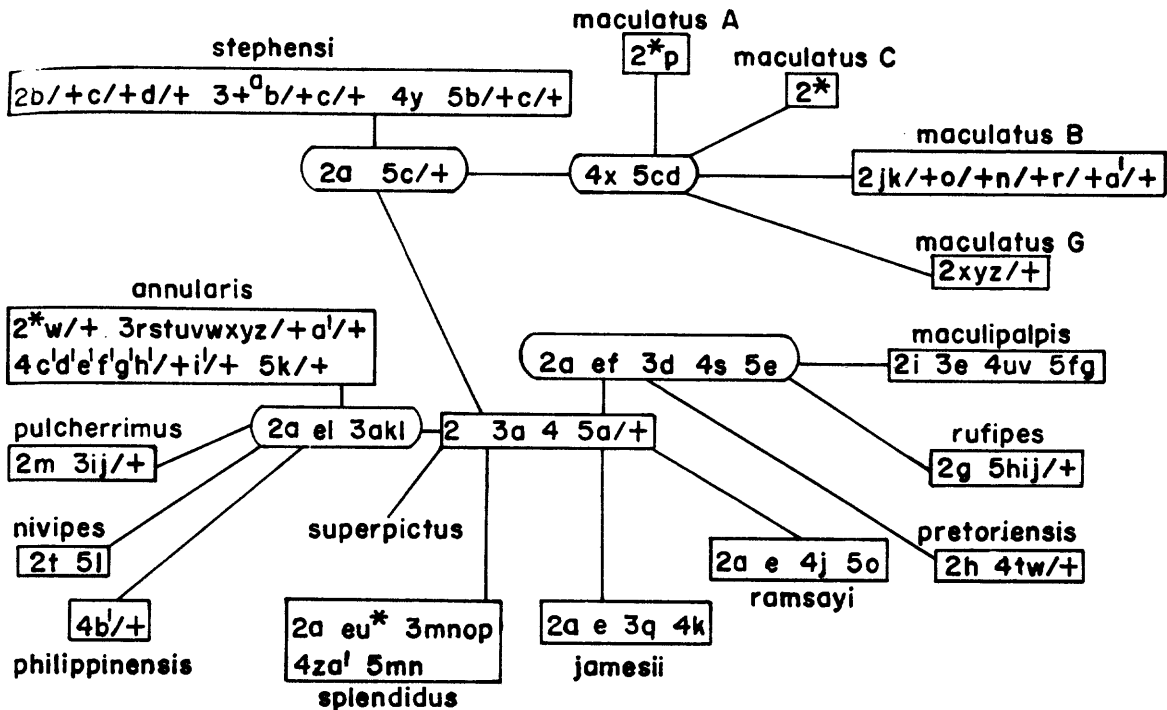 maculatus A
2*p
stephensi
2b/+c/+d/+ 3+ᵃb/+c/+ 4y 5b/+c/+
maculatus C
2*
maculatus B
2jk/+o/+n/+r/+a'/+
2a 5c/+
4x 5cd
maculatus G
2xyz/+
annularis
2*w/+ 3rstuvwxyz/+a'/+
4c'd'e'f'g'h'/+i'/+ 5k/+
maculipalpis
2i 3e 4uv 5fg
2a ef 3d 4s 5e
pulcherrimus
2m 3ij/+
2a el 3akl
2 3a 4 5a/+
rufipes
2g 5hij/+
nivipes
2t 5l
superpictus
pretoriensis
2h 4tw/+
2a e 4j 5o
ramsayi
4b'/+
philippinensis
2a eu* 3mnop
4za' 5mn
splendidus
2a e 3q 4k
jamesii